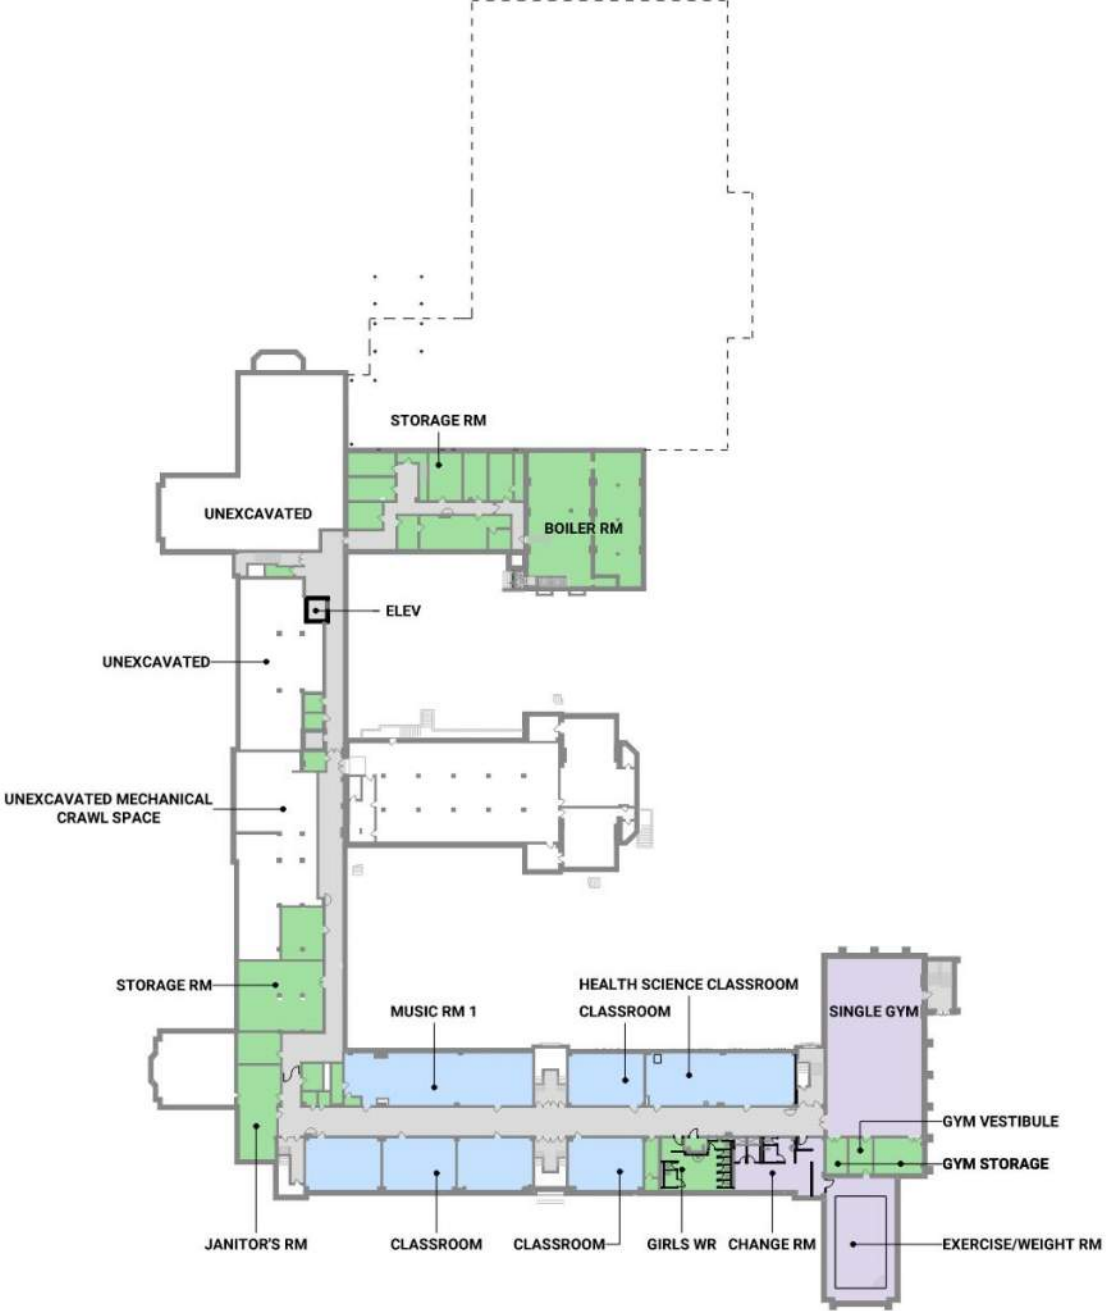 STORAGE RM
UNEXCAVATED
BOILER RM
ELEV
UNEXCAVATED
UNEXCAVATED MECHANICAL
CRAWL SPACE
STORAGE RM
HEALTH SCIENCE CLASSROOM
MUSIC RM 1
CLASSROOM
SINGLE GYM
GYM VESTIBULE
GYM STORAGE
JANITOR'S RM
CLASSROOM
CLASSROOM
GIRLS WR
CHANGE RM
EXERCISE/WEIGHT RM